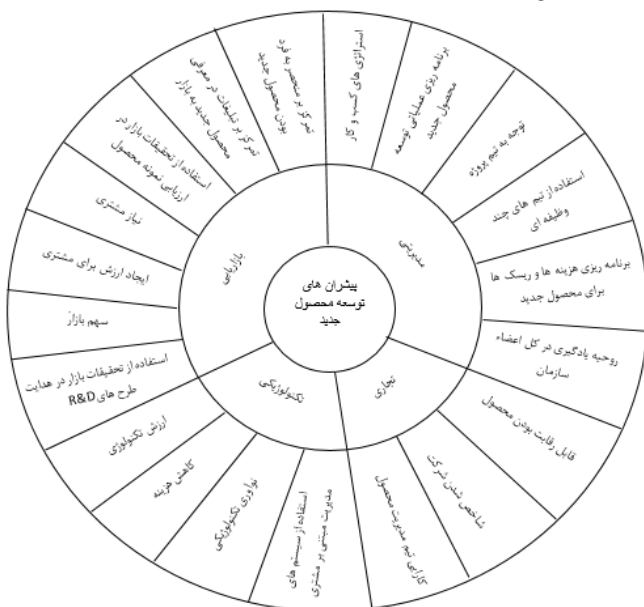 پیشران های
توسعه محصول
جدید
مدیریتی
تجاری
تکنولوژیکی
بازاریابی
استراتژی های کسب و کار
برنامه ریزی عملیاتی توسعه
محصول جدید
توجه به تیم پروژه
استفاده از تیم های چند
وظیفه ای
برنامه ریزی هزینه ها و ریسک ها
برای محصول جدید
روحیه یادگیری در کل اعضاء
سازمان
قابل رقابت بودن محصول
شاخص شدن شرکت
کارایی تیم مدیریت محصول
استفاده از سیستم های
مدیریت مبتنی بر مشتری
نوآوری تکنولوژیکی
کاهش هزینه
ارزش تکنولوژی
استفاده از تحقیقات بازار در هدایت
طرح های R&D
سهم بازار
ایجاد ارزش برای مشتری
نیاز مشتری
استفاده از تحقیقات بازار در
ارزیابی نمونه محصول
تمرکز بر تبلیغات در معرفی
محصول جدید به بازار
تمرکز بر منحصر به فرد
بودن محصول جدید